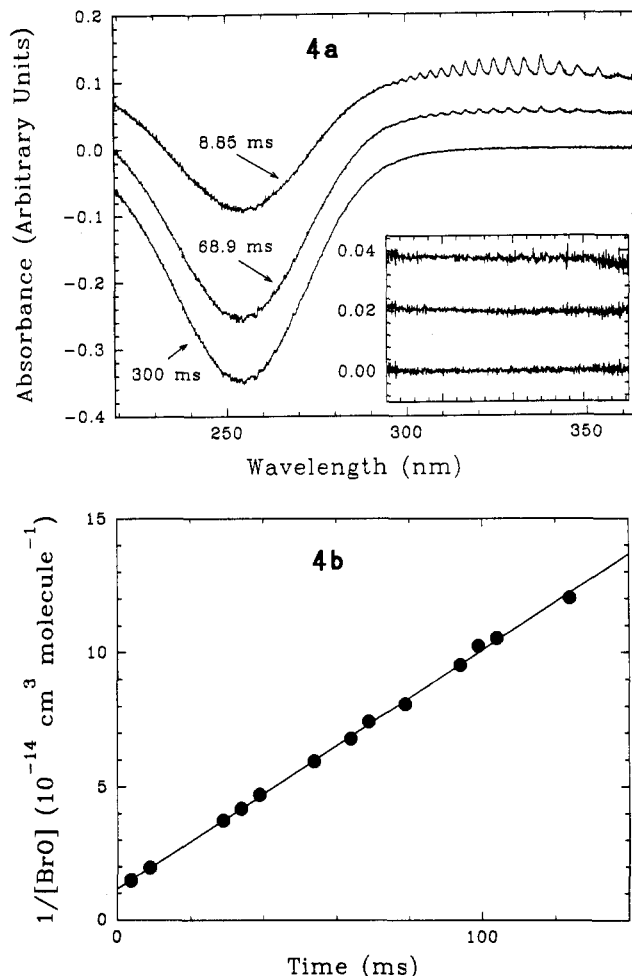 4a
0.2
0.1
0.0
-0.1
-0.2
-0.3
-0.4
Absorbance (Arbitrary Units)
8.85 ms
68.9 ms
300 ms
0.04
0.02
0.00
250
300
350
Wavelength (nm)
4b
15
10
5
0
1/[BrO] (10⁻¹⁴ cm³ molecule⁻¹)
0
100
Time (ms)